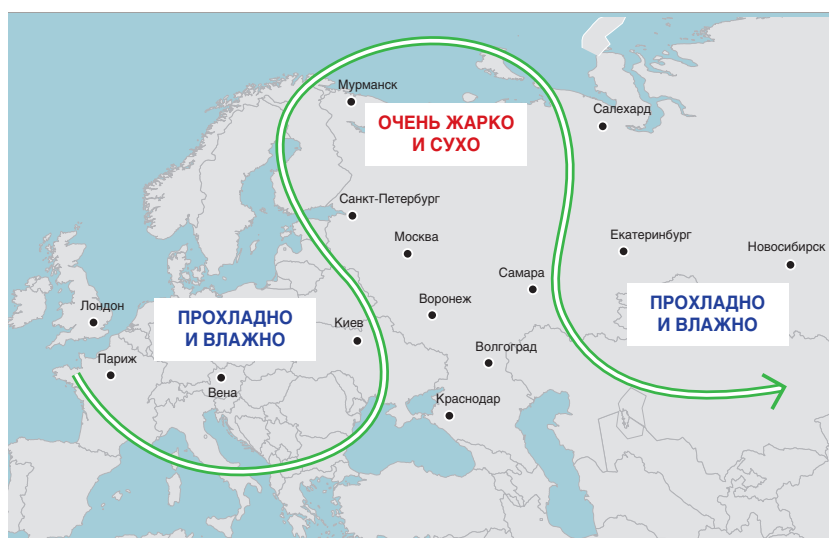 Мурманск
Салехард
ОЧЕНЬ ЖАРКО
И СУХО
Санкт-Петербург
Москва
Екатеринбург
Новосибирск
Самара
Лондон
ПРОХЛАДНО
И ВЛАЖНО
Киев
Воронеж
ПРОХЛАДНО
И ВЛАЖНО
Париж
Вена
Волгоград
Краснодар